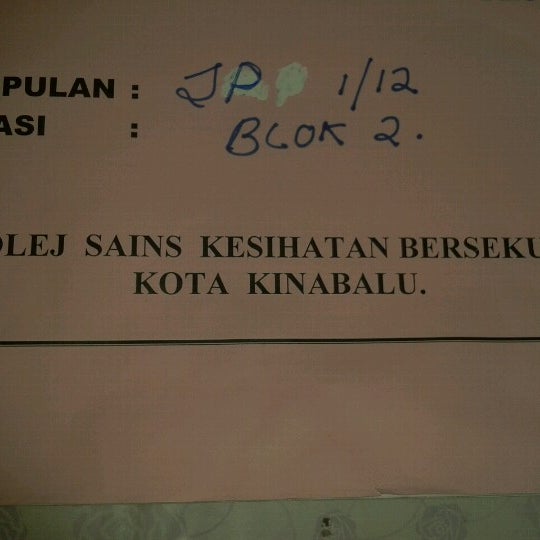 PULAN : JP 1/12
ASI : BLOK 2.
OLEJ SAINS KESIHATAN BERSEKU
KOTA KINABALU.